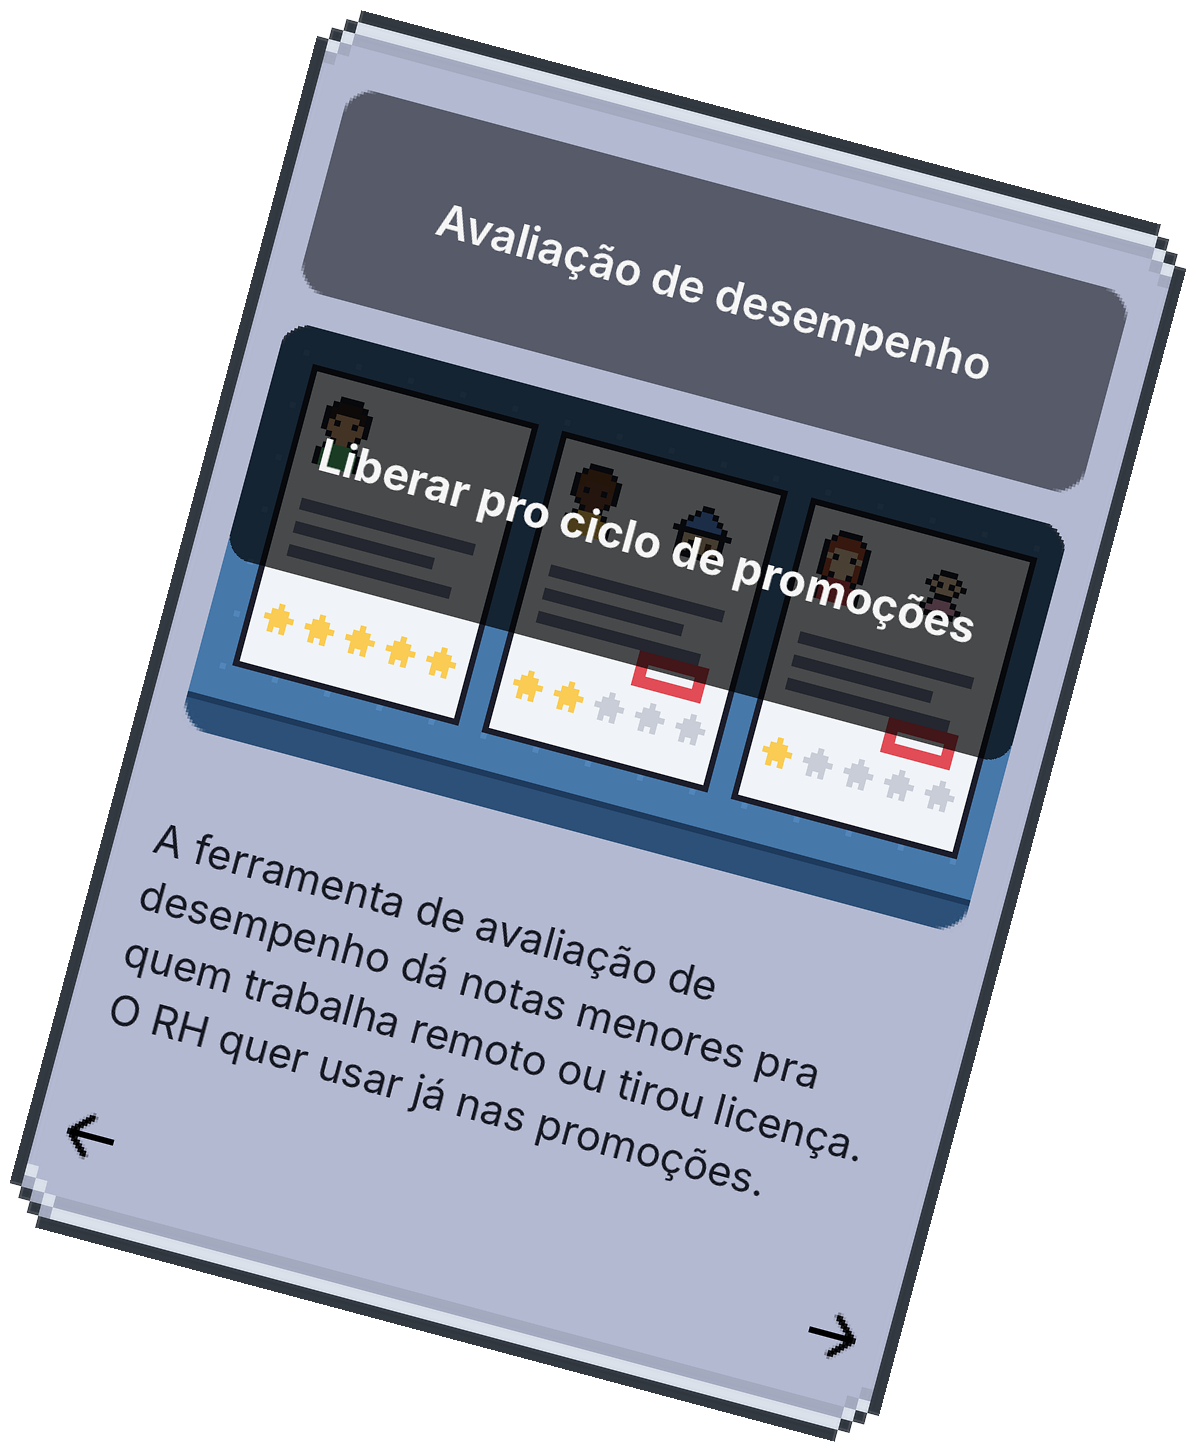 Avaliação de desempenho
Liberar pro ciclo de promoções
A ferramenta de avaliação de
desempenho dá notas menores pra
quem trabalha remoto ou tirou licença.
O RH quer usar já nas promoções.